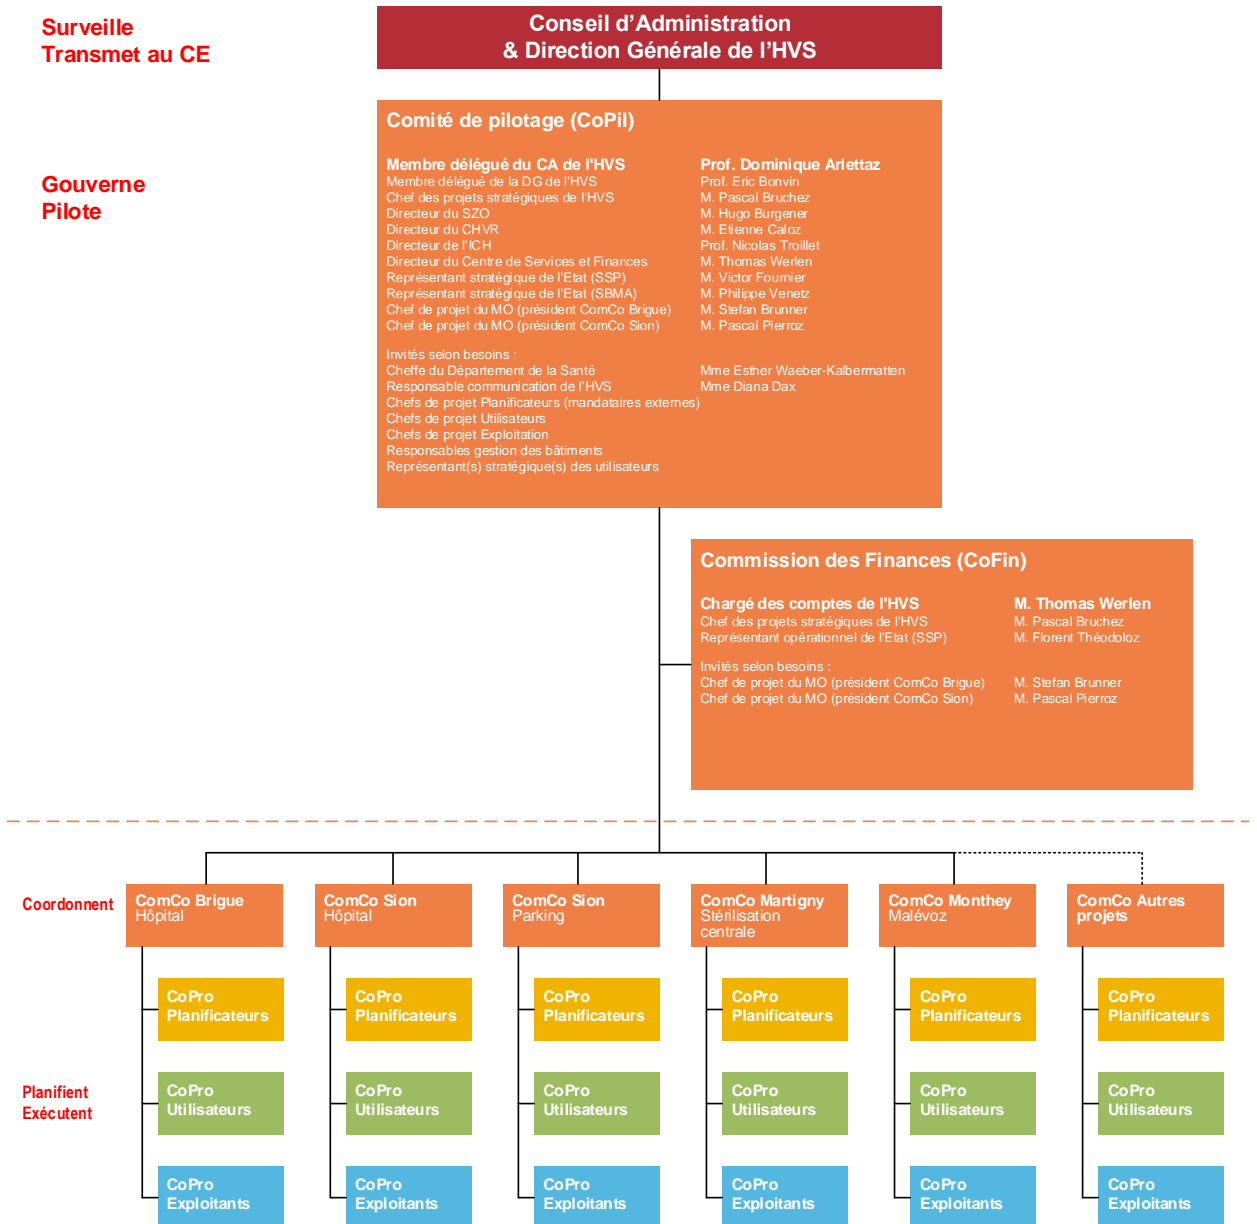 Surveille
Transmet au CE
Conseil d’Administration
& Direction Générale de l’HVS
Gouverne
Pilote
Comité de pilotage (CoPil)
Membre délégué du CA de l'HVS Prof. Dominique Arlettaz
Membre délégué de la DG de l’HVS Prof. Eric Bonvin
Chef des projets stratégiques de l’HVS M. Pascal Bruchez
Directeur du SZO M. Hugo Burgener
Directeur du CHVR M. Etienne Caloz
Directeur de l’ICH Prof. Nicolas Troillet
Directeur du Centre de Services et Finances M. Thomas Werlen
Représentant stratégique de l’Etat (SSP) M. Victor Fournier
Représentant stratégique de l’Etat (SBMA) M. Philippe Venetz
Chef de projet du MO (président ComCo Brigue) M. Stefan Brunner
Chef de projet du MO (président ComCo Sion) M. Pascal Pierroz
Invités selon besoins :
Cheffe du Département de la Santé Mme Esther Waeber-Kalbermatten
Responsable communication de l’HVS Mme Diana Dax
Chefs de projet Planificateurs (mandataires externes)
Chefs de projet Utilisateurs
Chefs de projet Exploitation
Responsables gestion des bâtiments
Représentant(s) stratégique(s) des utilisateurs
Commission des Finances (CoFin)
Chargé des comptes de l'HVS M. Thomas Werlen
Chef des projets stratégiques de l’HVS M. Pascal Bruchez
Représentant opérationnel de l’Etat (SSP) M. Florent Théodoloz
Invités selon besoins :
Chef de projet du MO (président ComCo Brigue) M. Stefan Brunner
Chef de projet du MO (président ComCo Sion) M. Pascal Pierroz
Coordonnent
ComCo Brigue
Hôpital
ComCo Sion
Hôpital
ComCo Sion
Parking
ComCo Martigny
Stérilisation
centrale
ComCo Monthey
Malévoz
ComCo Autres
projets
Planifient
Exécutent
CoPro
Planificateurs
CoPro
Planificateurs
CoPro
Planificateurs
CoPro
Planificateurs
CoPro
Planificateurs
CoPro
Planificateurs
CoPro
Utilisateurs
CoPro
Utilisateurs
CoPro
Utilisateurs
CoPro
Utilisateurs
CoPro
Utilisateurs
CoPro
Utilisateurs
CoPro
Exploitants
CoPro
Exploitants
CoPro
Exploitants
CoPro
Exploitants
CoPro
Exploitants
CoPro
Exploitants